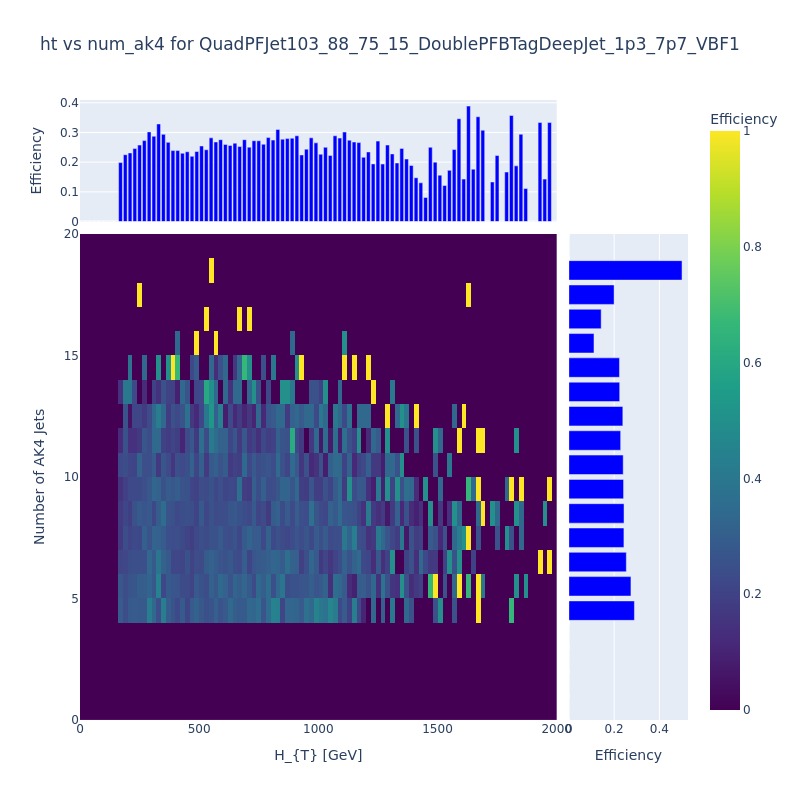 ht vs num_ak4 for QuadPFJet103_88_75_15_DoublePFBTagDeepJet_1p3_7p7_VBF1
Efficiency
0.4
0.3
0.2
0.1
0
Efficiency
1
0.8
0.6
0.4
0.2
0
Number of AK4 Jets
20
15
10
5
0
0 500 1000 1500 2000
H_{T} [GeV]
0 0.2 0.4
Efficiency